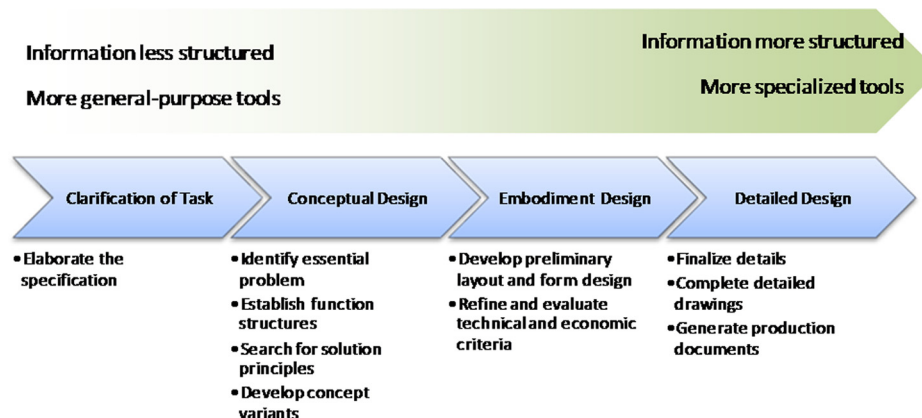 Information less structured
Information more structured
More general-purpose tools
More specialized tools
Clarification of Task
Conceptual Design
Embodiment Design
Detailed Design
•Elaborate the
specification
•Identify essential
problem
•Establish function
structures
•Search for solution
principles
•Develop concept
variants
•Develop preliminary
layout and form design
•Refine and evaluate
technical and economic
criteria
•Finalize details
•Complete detailed
drawings
•Generate production
documents